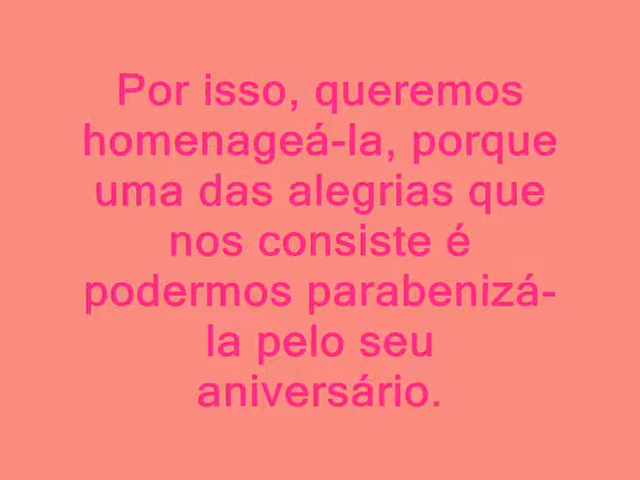 Por isso, queremos
homenageá-la, porque
uma das alegrias que
nos consiste é
podermos parabenizá-
la pelo seu
aniversário.